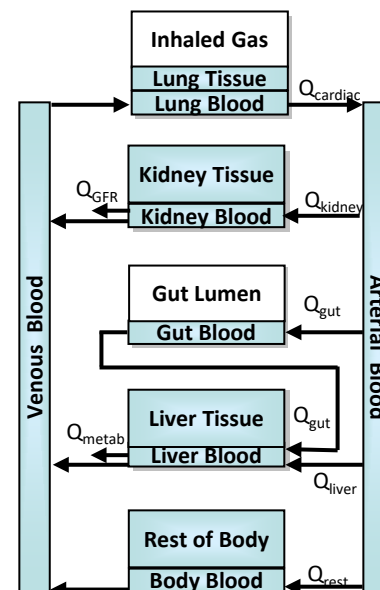 Inhaled Gas
Lung Tissue
Lung Blood
Qcardiac
Kidney Tissue
QGFR
Kidney Blood
Qkidney
Gut Lumen
Qgut
Gut Blood
Liver Tissue
Qgut
Qmetab
Liver Blood
Qliver
Rest of Body
Body Blood
Qrest
Venous Blood
Arterial Blood